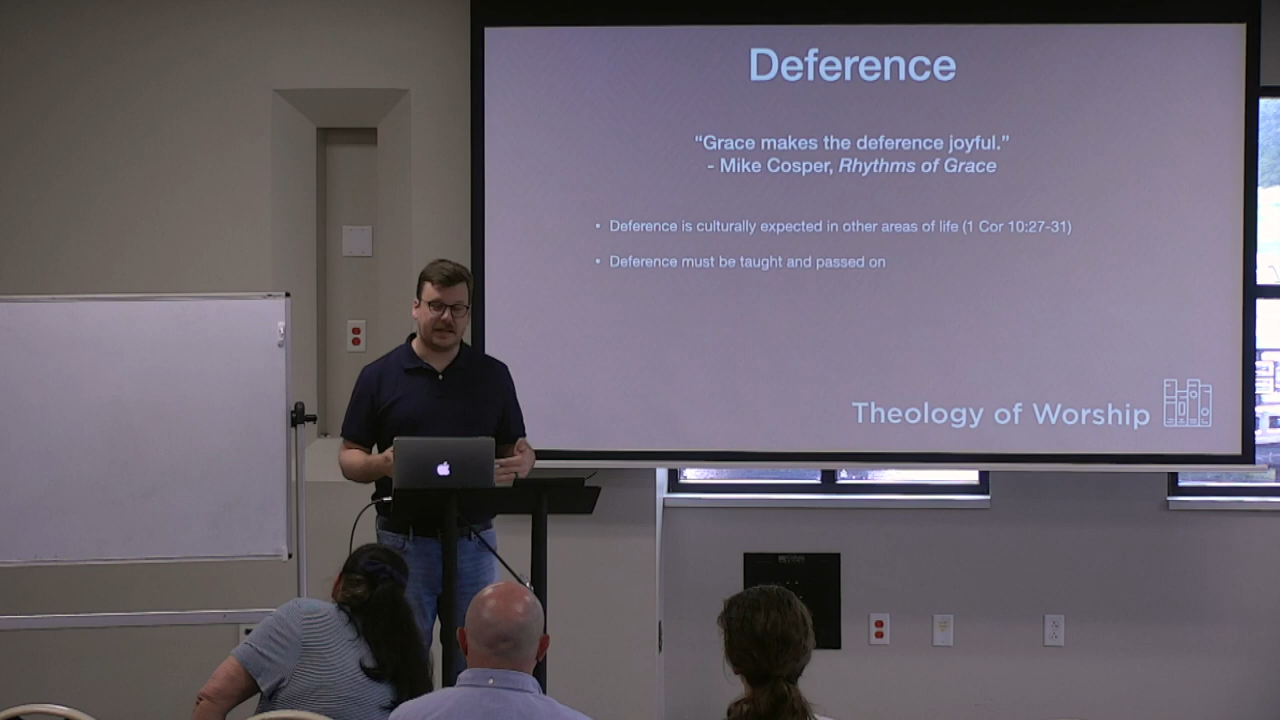 Deference
“Grace makes the deference joyful.”
- Mike Cosper, Rhythms of Grace
• Deference is culturally expected in other areas of life (1 Cor 10:27-31)
• Deference must be taught and passed on
Theology of Worship